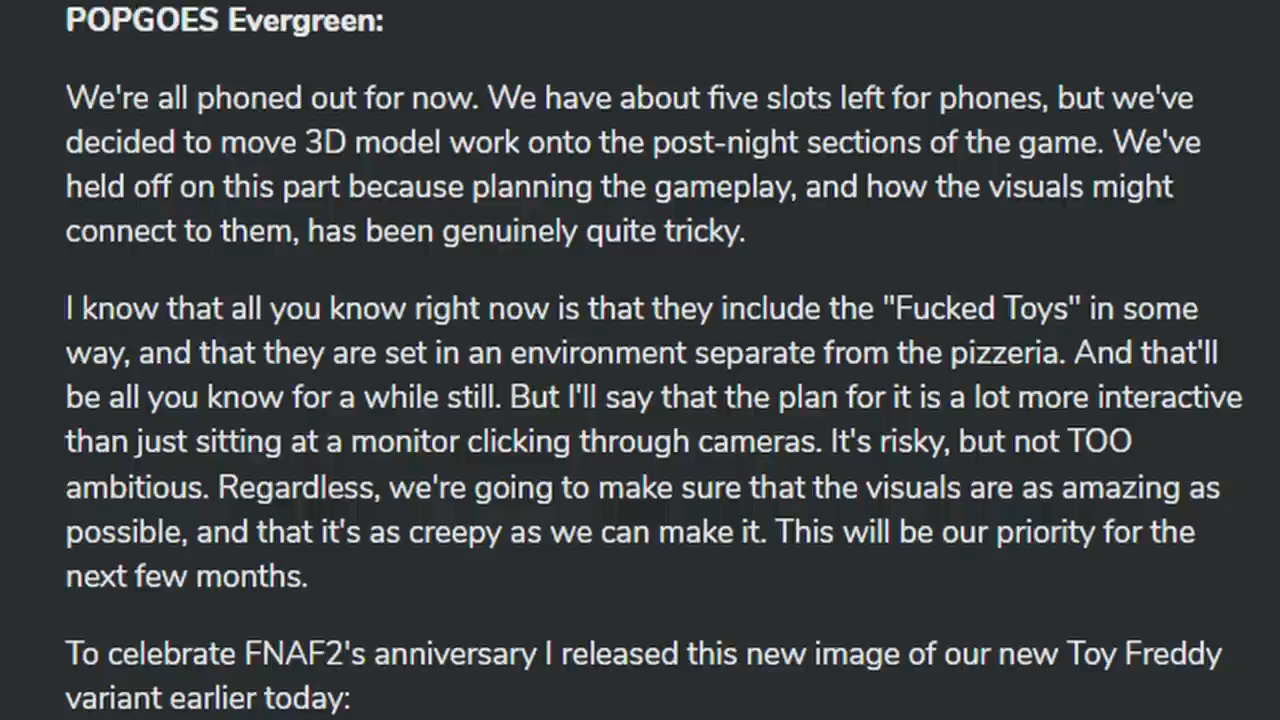 POPGOES Evergreen:
We're all phoned out for now. We have about five slots left for phones, but we've
decided to move 3D model work onto the post-night sections of the game. We've
held off on this part because planning the gameplay, and how the visuals might
connect to them, has been genuinely quite tricky.
I know that all you know right now is that they include the "Fucked Toys" in some
way, and that they are set in an environment separate from the pizzeria. And that'll
be all you know for a while still. But I'll say that the plan for it is a lot more interactive
than just sitting at a monitor clicking through cameras. It's risky, but not TOO
ambitious. Regardless, we're going to make sure that the visuals are as amazing as
possible, and that it's as creepy as we can make it. This will be our priority for the
next few months.
To celebrate FNAF2's anniversary I released this new image of our new Toy Freddy
variant earlier today: